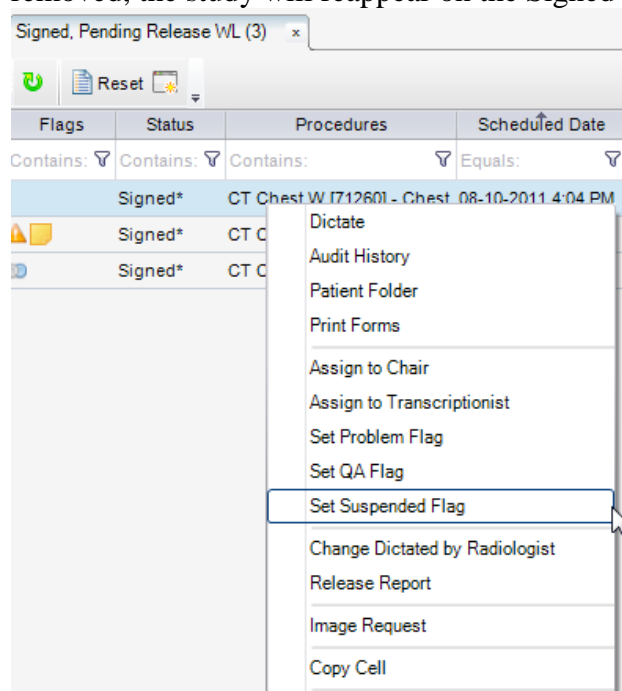 removed, the study will reappear on the Signed
Signed, Pending Release WL (3) x
Reset
Flags Status Procedures Scheduled Date
Contains: Contains: Contains: Equals:
Signed* CT Chest W [71260] - Chest 08-10-2011 4:04 PM
Signed* CT C
Signed* CT C
Dictate
Audit History
Patient Folder
Print Forms
Assign to Chair
Assign to Transcriptionist
Set Problem Flag
Set QA Flag
Set Suspended Flag
Change Dictated by Radiologist
Release Report
Image Request
Copy Cell